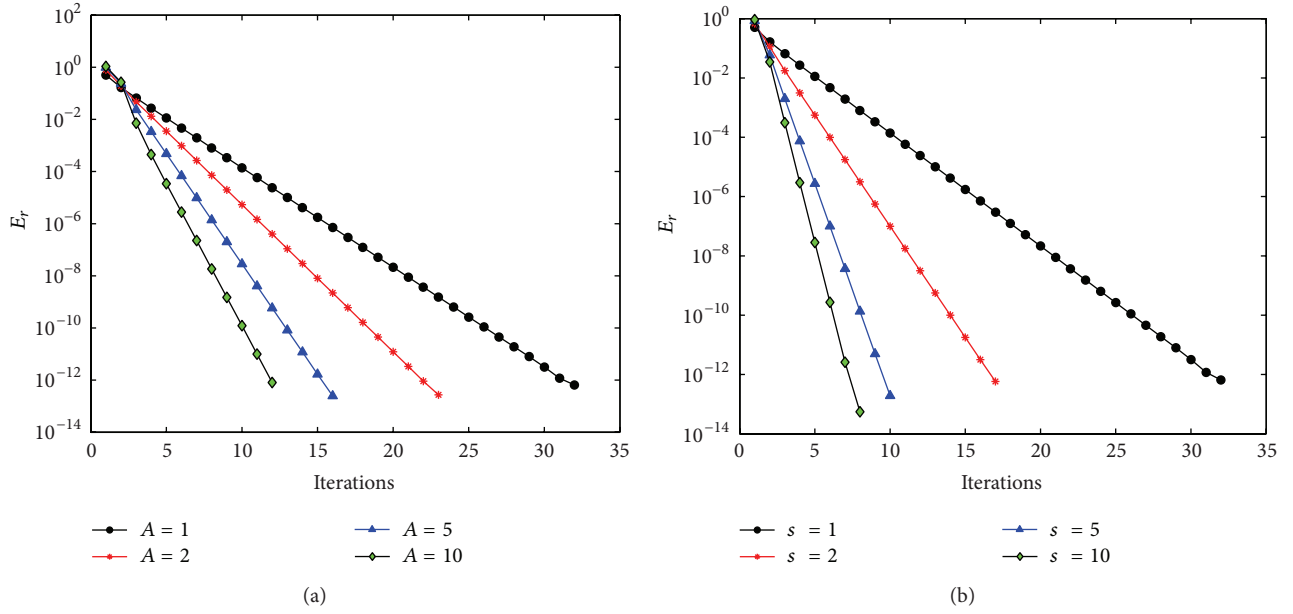 10^2
10^0
10^−2
10^−4
10^−6
10^−8
10^−10
10^−12
10^−14
E_r
0 5 10 15 20 25 30 35
Iterations
A = 1
A = 2
A = 5
A = 10
(a)
10^0
10^−2
10^−4
10^−6
10^−8
10^−10
10^−12
10^−14
E_r
0 5 10 15 20 25 30 35
Iterations
s = 1
s = 2
s = 5
s = 10
(b)